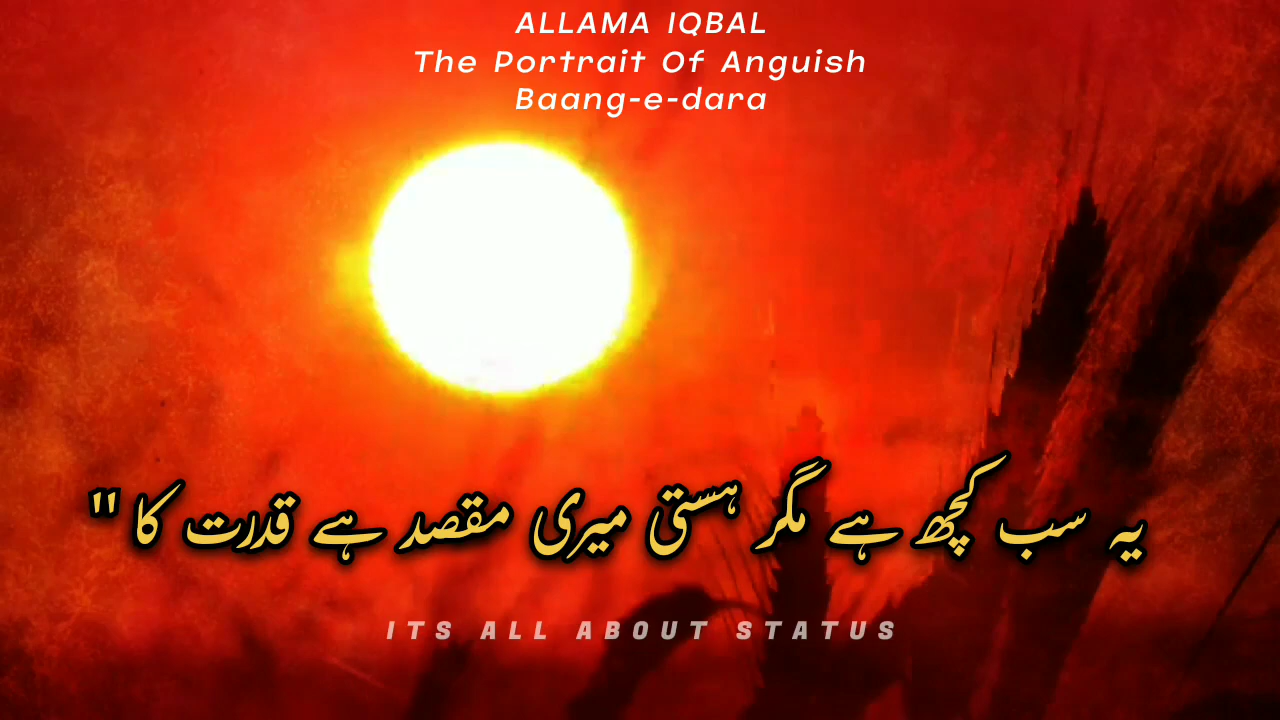 ALLAMA IQBAL
The Portrait Of Anguish
Baang-e-dara
یہ سب کچھ ہے مگر ہستی میری مقصد ہے قدرت کا "
ITS ALL ABOUT STATUS